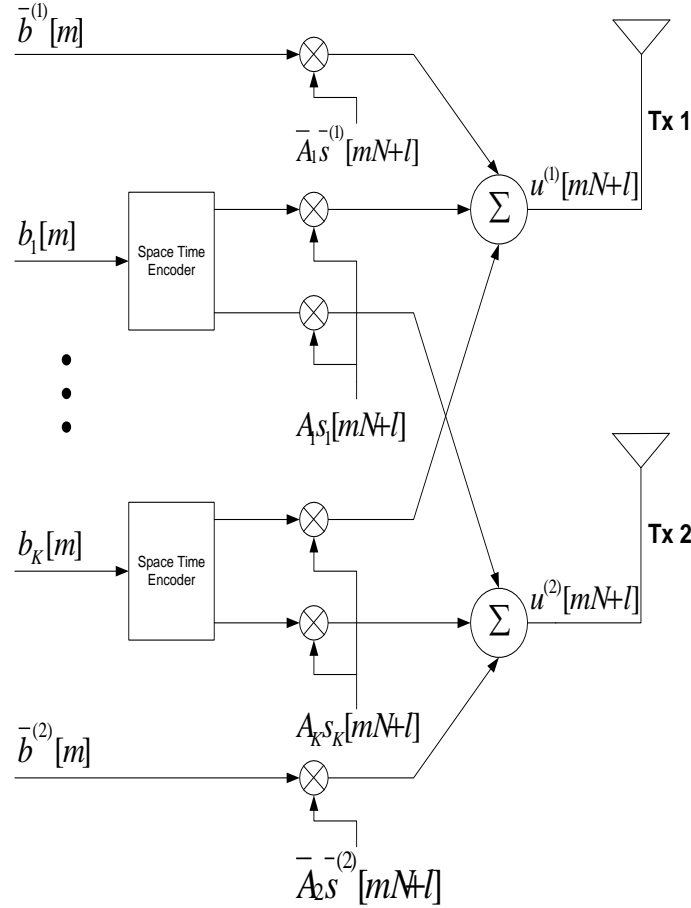 b̄⁽¹⁾[m]
Tx 1
Ā₁s̄⁽¹⁾[mN+l]
u⁽¹⁾[mN+l]
Σ
b₁[m]
Space Time
Encoder
A₁s₁[mN+l]
b_K[m]
Space Time
Encoder
Tx 2
u⁽²⁾[mN+l]
Σ
A_Ks_K[mN+l]
b̄⁽²⁾[m]
Ā₂s̄⁽²⁾[mN+l]